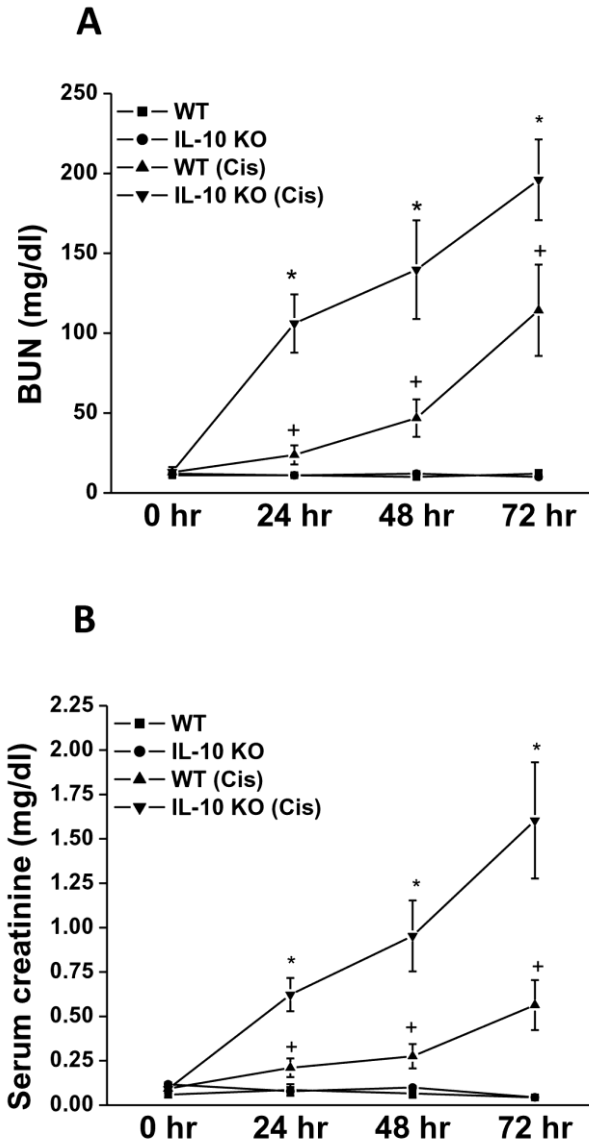 A
250
200
150
100
50
0
BUN (mg/dl)
WT
IL-10 KO
WT (Cis)
IL-10 KO (Cis)
*
*
*
+
+
+
0 hr 24 hr 48 hr 72 hr
B
2.25
2.00
1.75
1.50
1.25
1.00
0.75
0.50
0.25
0.00
Serum creatinine (mg/dl)
WT
IL-10 KO
WT (Cis)
IL-10 KO (Cis)
*
*
*
+
+
+
0 hr 24 hr 48 hr 72 hr